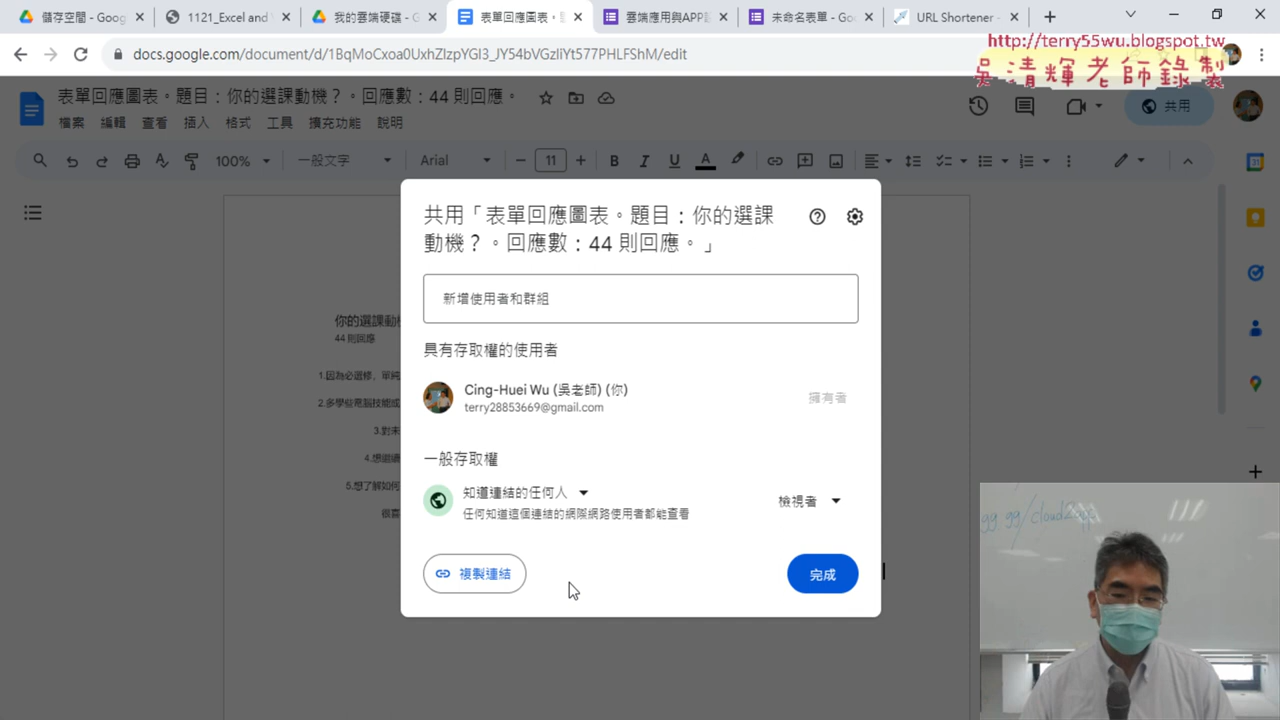 儲存空間 - Goog
1121_Excel and
我的雲端硬碟 - G
表單回應圖表。
雲端應用與APP
未命名表單 - Goo
URL Shortener
docs.google.com/document/d/1BqMoCxoa0UxhZIzpYGI3_JY54bVGzliYt577PHLFShM/edit
http://terry55wu.blogspot.tw
吳清輝老師錄製
表單回應圖表。題目：你的選課動機？。回應數：44 則回應。
共用
檔案 編輯 查看 插入 格式 工具 擴充功能 說明
100% 一般文字 Arial 11 B I U A
共用「表單回應圖表。題目：你的選課
動機？。回應數：44 則回應。」
新增使用者和群組
具有存取權的使用者
Cing-Huei Wu (吳老師) (你)
terry28853669@gmail.com
擁有者
一般存取權
知道連結的任何人
任何知道這個連結的網際網路使用者都能查看
檢視者
複製連結
完成
你的選課動機
44 則回應
1.因為必選修，單純
2.多學些電腦技能或
3.對未
4.想繼續
5.想了解如何
很喜
gg.gg/cloud2app